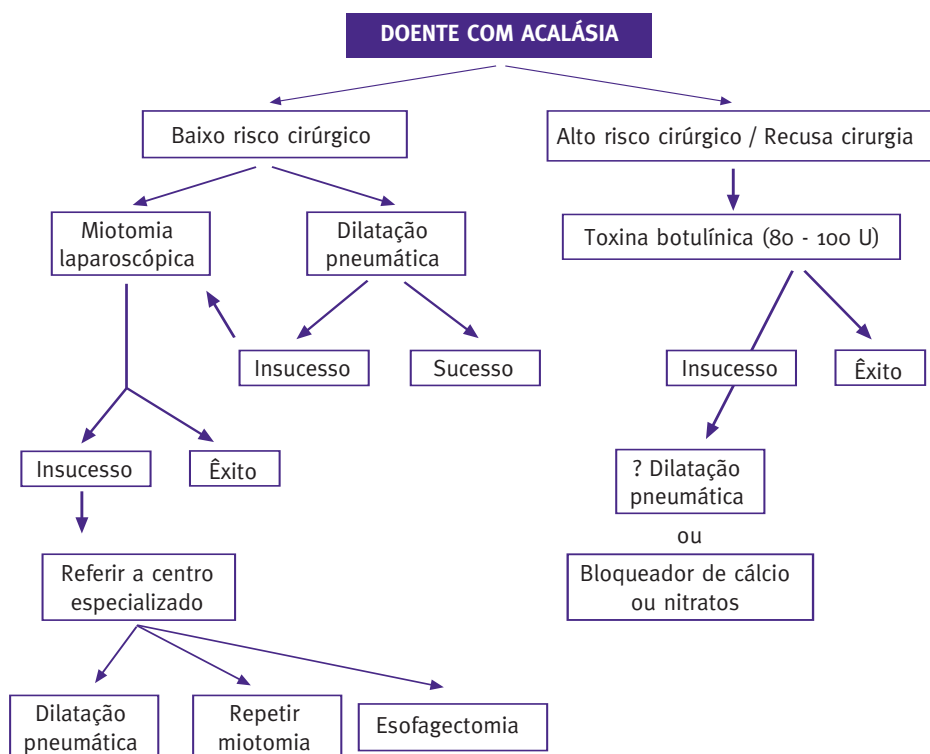 DOENTE COM ACALÁSIA
Baixo risco cirúrgico
Alto risco cirúrgico / Recusa cirurgia
Miotomia
laparoscópica
Dilatação
pneumática
Toxina botulínica (80 - 100 U)
Insucesso
Sucesso
Insucesso
Êxito
Insucesso
Êxito
? Dilatação
pneumática
ou
Bloqueador de cálcio
ou nitratos
Referir a centro
especializado
Dilatação
pneumática
Repetir
miotomia
Esofagectomia